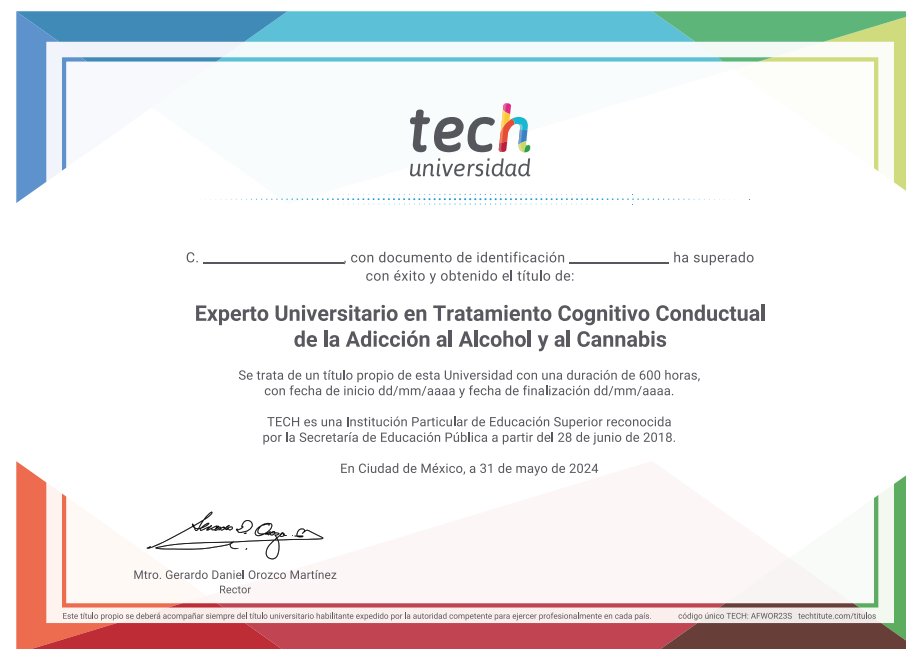 tech
universidad
C. ____________, con documento de identificación ____________ ha superado
con éxito y obtenido el título de:
Experto Universitario en Tratamiento Cognitivo Conductual
de la Adicción al Alcohol y al Cannabis
Se trata de un título propio de esta Universidad con una duración de 600 horas,
con fecha de inicio dd/mm/aaaa y fecha de finalización dd/mm/aaaa.
TECH es una Institución Particular de Educación Superior reconocida
por la Secretaría de Educación Pública a partir del 28 de junio de 2018.
En Ciudad de México, a 31 de mayo de 2024
Mtro. Gerardo Daniel Orozco Martínez
Rector
Este título propio se deberá acompañar siempre del título universitario habilitante expedido por la autoridad competente para ejercer profesionalmente en cada país. código único TECH: AFWOR23S techtitute.com/titulos